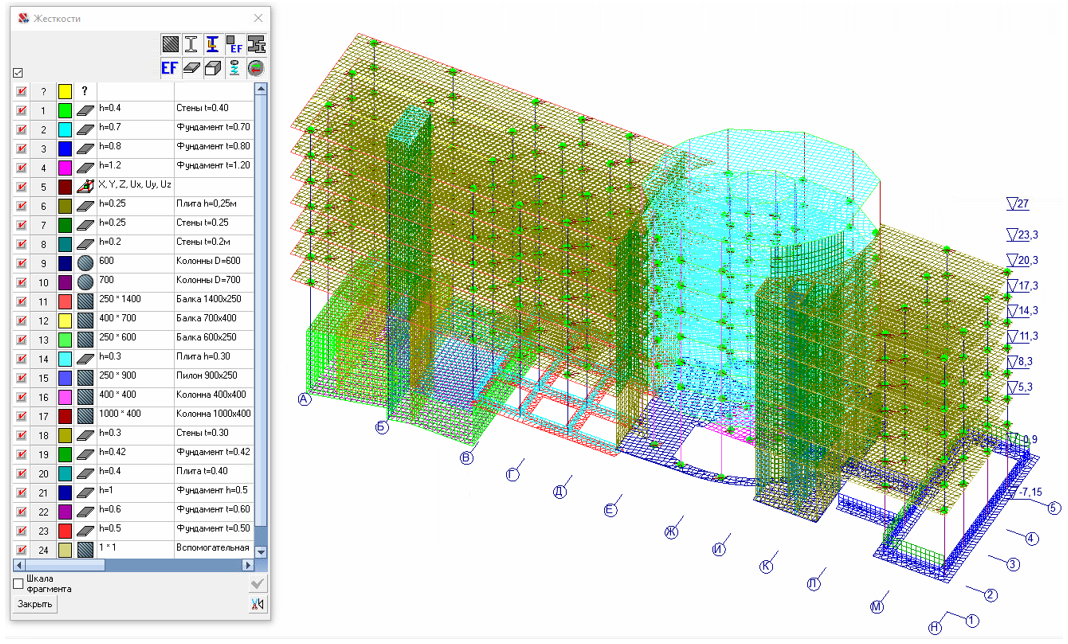 Жесткости
EF
EF
? ?
1 h=0.4 Стены t=0.40
2 h=0.7 Фундамент t=0.70
3 h=0.8 Фундамент t=0.80
4 h=1.2 Фундамент t=1.20
5 X, Y, Z, Ux, Uy, Uz
6 h=0.25 Плита h=0,25м
7 h=0.25 Стены t=0.25
8 h=0.2 Стены t=0.2м
9 600 Колонны D=600
10 700 Колонны D=700
11 250 * 1400 Балка 1400х250
12 400 * 700 Балка 700х400
13 250 * 600 Балка 600х250
14 h=0.3 Плита h=0.30
15 250 * 900 Пилон 900х250
16 400 * 400 Колонна 400х400
17 1000 * 400 Колонна 1000х400
18 h=0.3 Стены t=0.30
19 h=0.42 Фундамент t=0.42
20 h=0.4 Плита t=0.40
21 h=1 Фундамент h=0.5
22 h=0.6 Фундамент t=0.60
23 h=0.5 Фундамент t=0.50
24 1 * 1 Вспомогательная
Шкала
фрагмента
Закрыть
27
23,3
20,3
17,3
14,3
11,3
8,3
5,3
0,9
-7,15
А
Б
В
Г
Д
Е
Ж
И
К
Л
М
Н
1
2
3
4
5